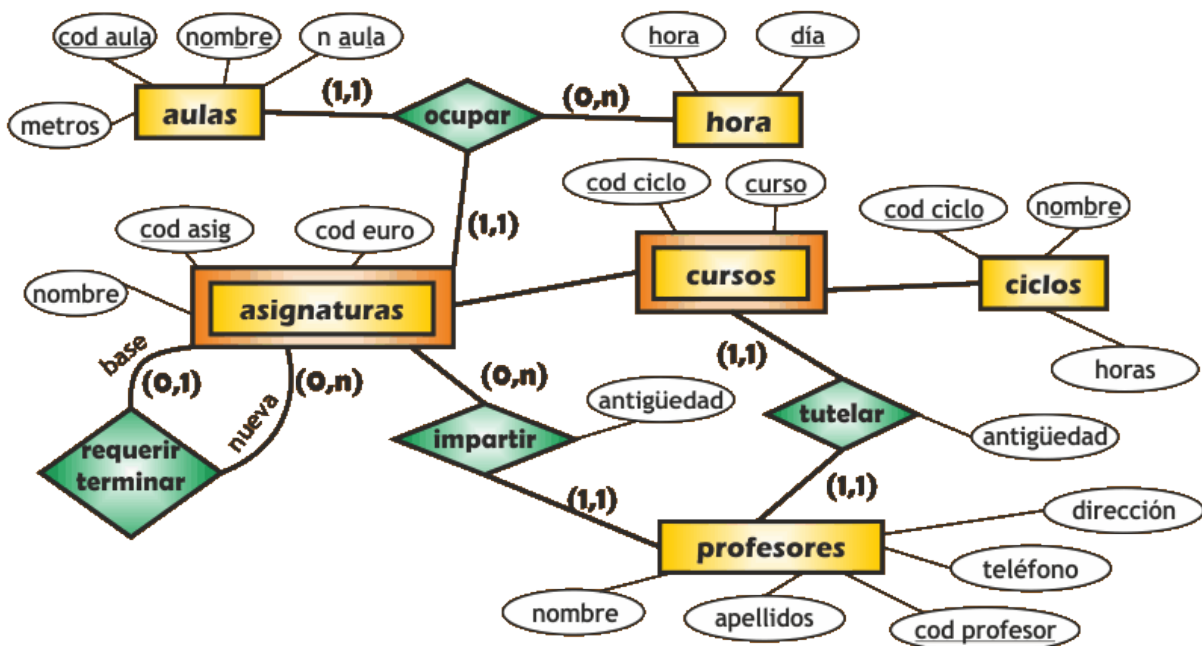 cod aula
nombre
n aula
hora
día
metros
aulas
(1,1)
ocupar
(0,n)
hora
cod ciclo
curso
cod ciclo
nombre
(1,1)
cod asig
cod euro
nombre
asignaturas
cursos
ciclos
base
(0,1)
nueva
(0,n)
(0,n)
antigüedad
(1,1)
horas
requerir
terminar
impartir
tutelar
antigüedad
(1,1)
(1,1)
dirección
profesores
teléfono
nombre
apellidos
cod profesor